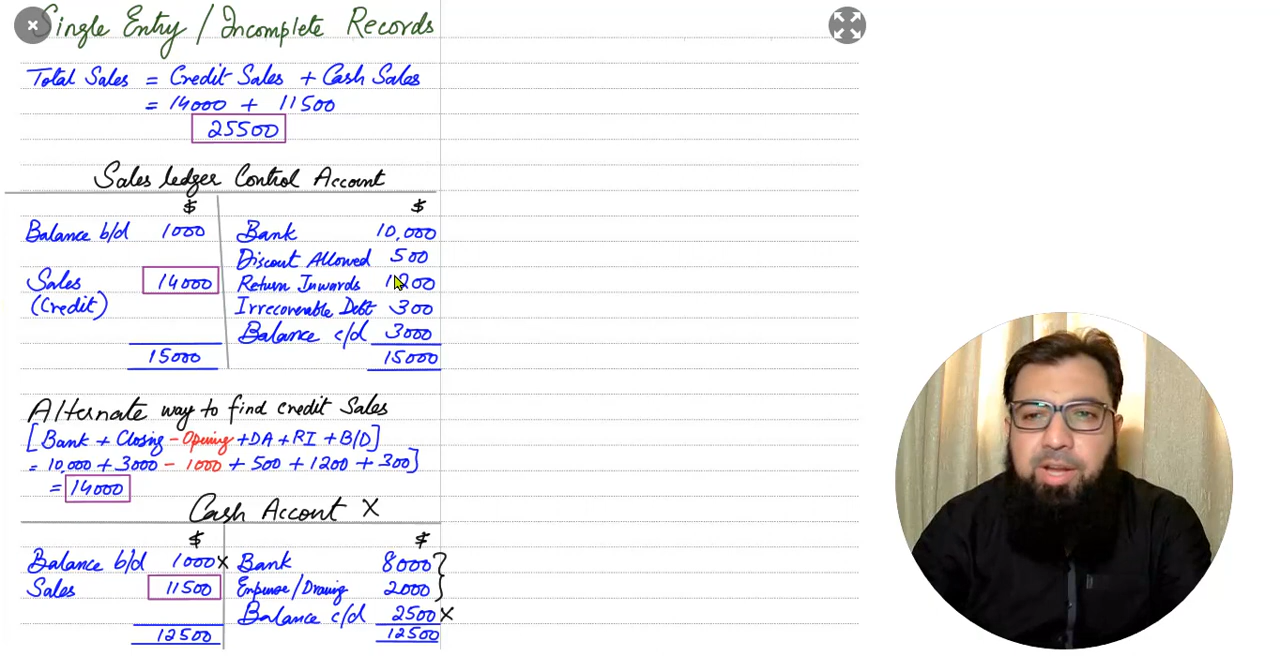 Single Entry / Incomplete Records
Total Sales = Credit Sales + Cash Sales
= 14000 + 11500
25500
Sales ledger Control Account
$ $
Balance b/d 1000 Bank 10,000
Discout Allowed 500
Sales 14000 Return Inwards 1200
(Credit) Irrecoverable Debt 300
Balance c/d 3000
15000 15000
Alternate way to find credit Sales
[Bank + Closing - Opening + DA + RI + B/D]
= 10,000 + 3000 - 1000 + 500 + 1200 + 300]
= 14000
Cash Accont X
$ $
Balance b/d 1000 X Bank 8000
Sales 11500 Expense/Drawing 2000
Balance c/d 2500 X
12500 12500